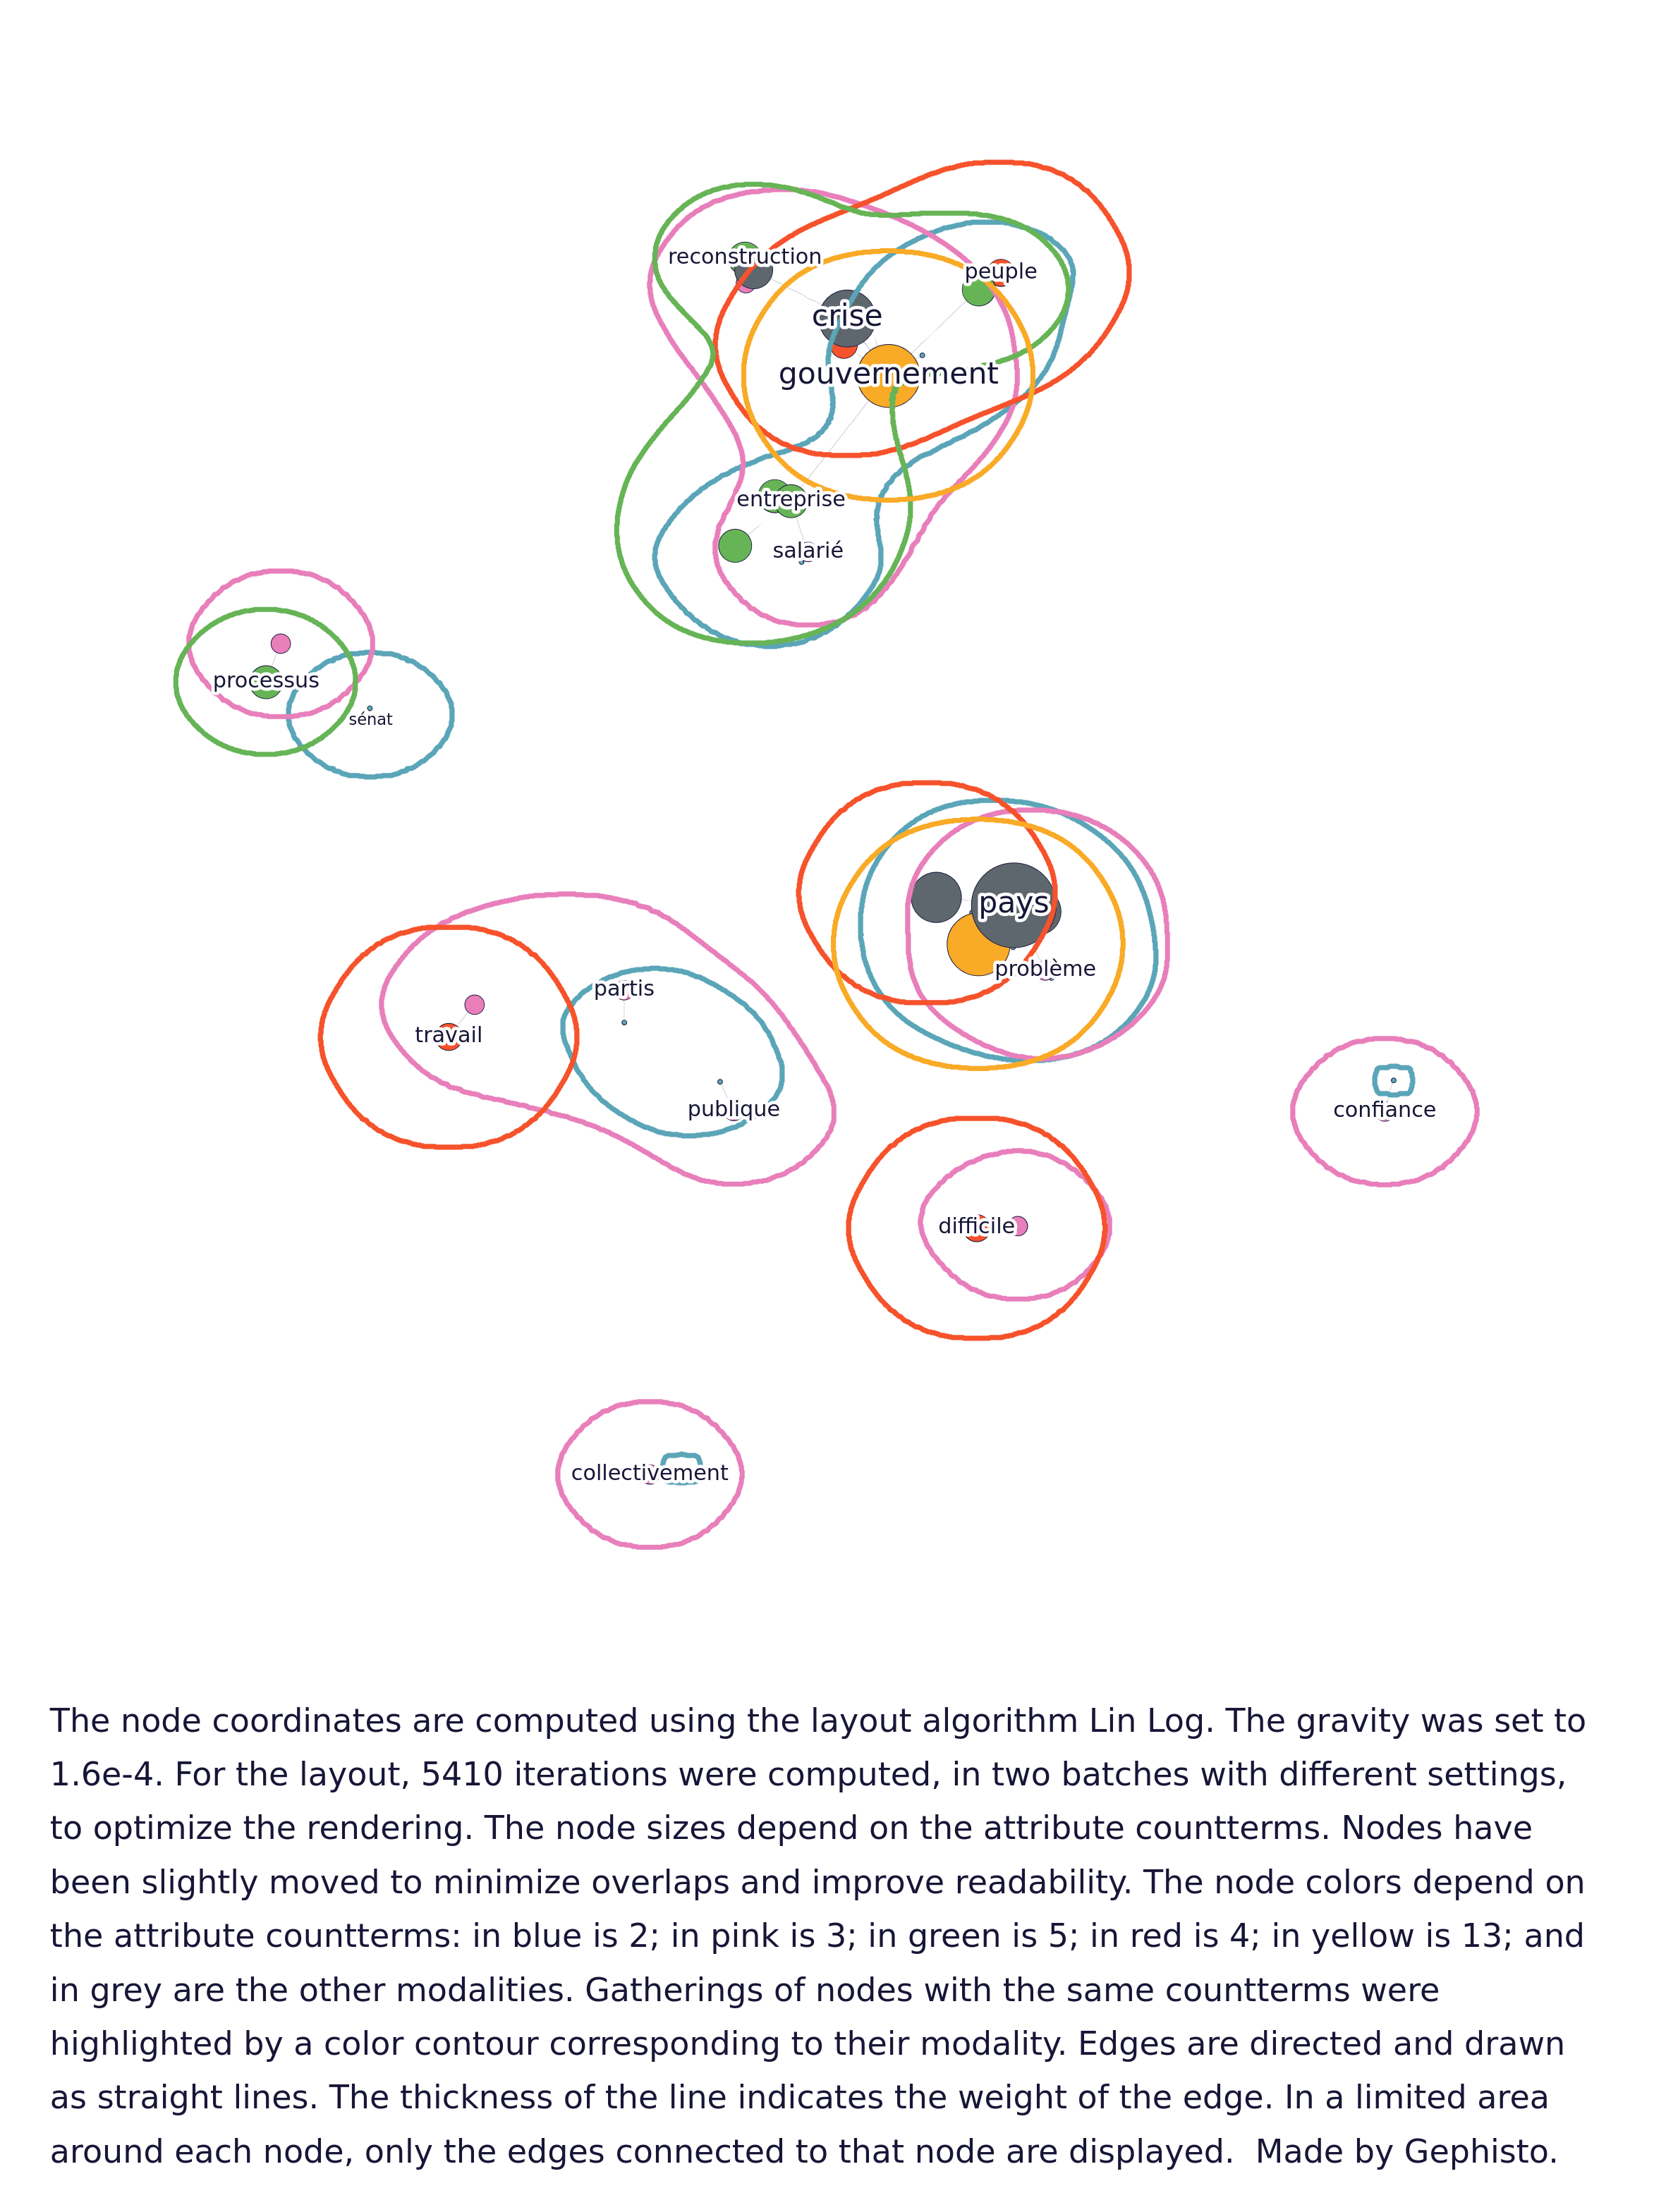 reconstruction
peuple
crise
gouvernement
entreprise
salarié
processus
sénat
pays
problème
partis
travail
publique
confiance
difficile
collectivement
The node coordinates are computed using the layout algorithm Lin Log. The gravity was set to
1.6e-4. For the layout, 5410 iterations were computed, in two batches with different settings,
to optimize the rendering. The node sizes depend on the attribute countterms. Nodes have
been slightly moved to minimize overlaps and improve readability. The node colors depend on
the attribute countterms: in blue is 2; in pink is 3; in green is 5; in red is 4; in yellow is 13; and
in grey are the other modalities. Gatherings of nodes with the same countterms were
highlighted by a color contour corresponding to their modality. Edges are directed and drawn
as straight lines. The thickness of the line indicates the weight of the edge. In a limited area
around each node, only the edges connected to that node are displayed.  Made by Gephisto.